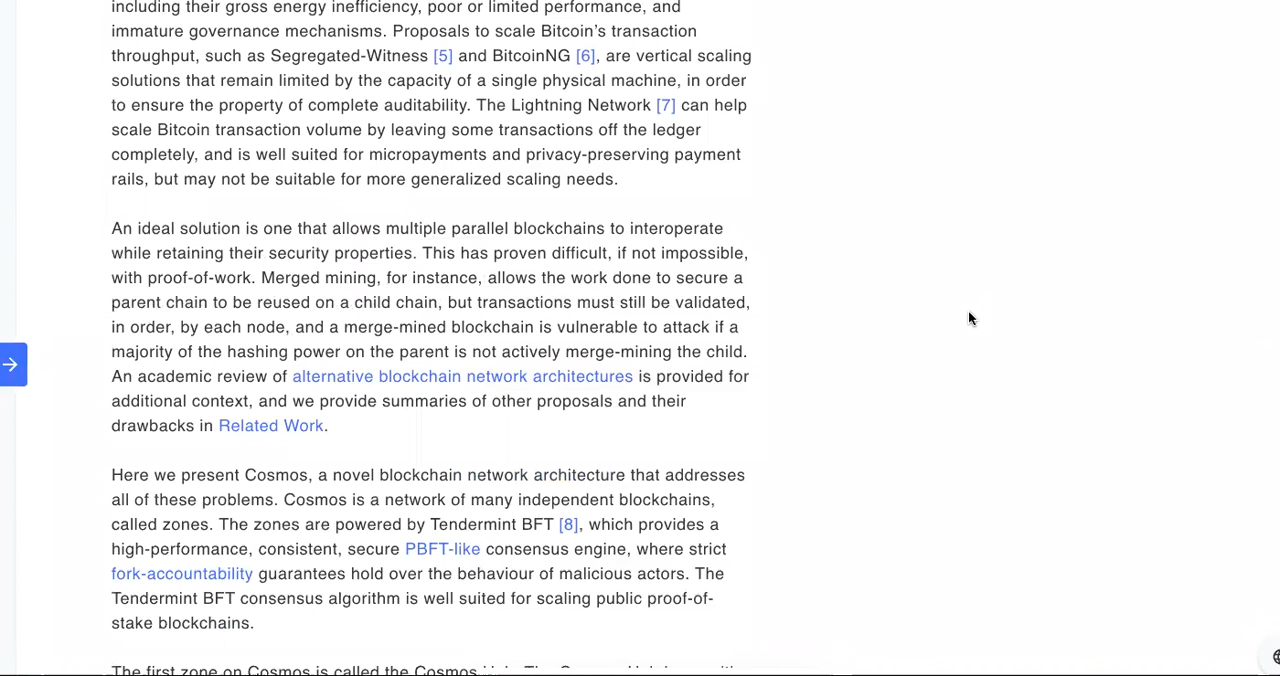 including their gross energy inefficiency, poor or limited performance, and
immature governance mechanisms. Proposals to scale Bitcoin’s transaction
throughput, such as Segregated-Witness [5] and BitcoinNG [6], are vertical scaling
solutions that remain limited by the capacity of a single physical machine, in order
to ensure the property of complete auditability. The Lightning Network [7] can help
scale Bitcoin transaction volume by leaving some transactions off the ledger
completely, and is well suited for micropayments and privacy-preserving payment
rails, but may not be suitable for more generalized scaling needs.
An ideal solution is one that allows multiple parallel blockchains to interoperate
while retaining their security properties. This has proven difficult, if not impossible,
with proof-of-work. Merged mining, for instance, allows the work done to secure a
parent chain to be reused on a child chain, but transactions must still be validated,
in order, by each node, and a merge-mined blockchain is vulnerable to attack if a
majority of the hashing power on the parent is not actively merge-mining the child.
An academic review of alternative blockchain network architectures is provided for
additional context, and we provide summaries of other proposals and their
drawbacks in Related Work.
Here we present Cosmos, a novel blockchain network architecture that addresses
all of these problems. Cosmos is a network of many independent blockchains,
called zones. The zones are powered by Tendermint BFT [8], which provides a
high-performance, consistent, secure PBFT-like consensus engine, where strict
fork-accountability guarantees hold over the behaviour of malicious actors. The
Tendermint BFT consensus algorithm is well suited for scaling public proof-of-
stake blockchains.
The first zone on Cosmos is called the Cosmos